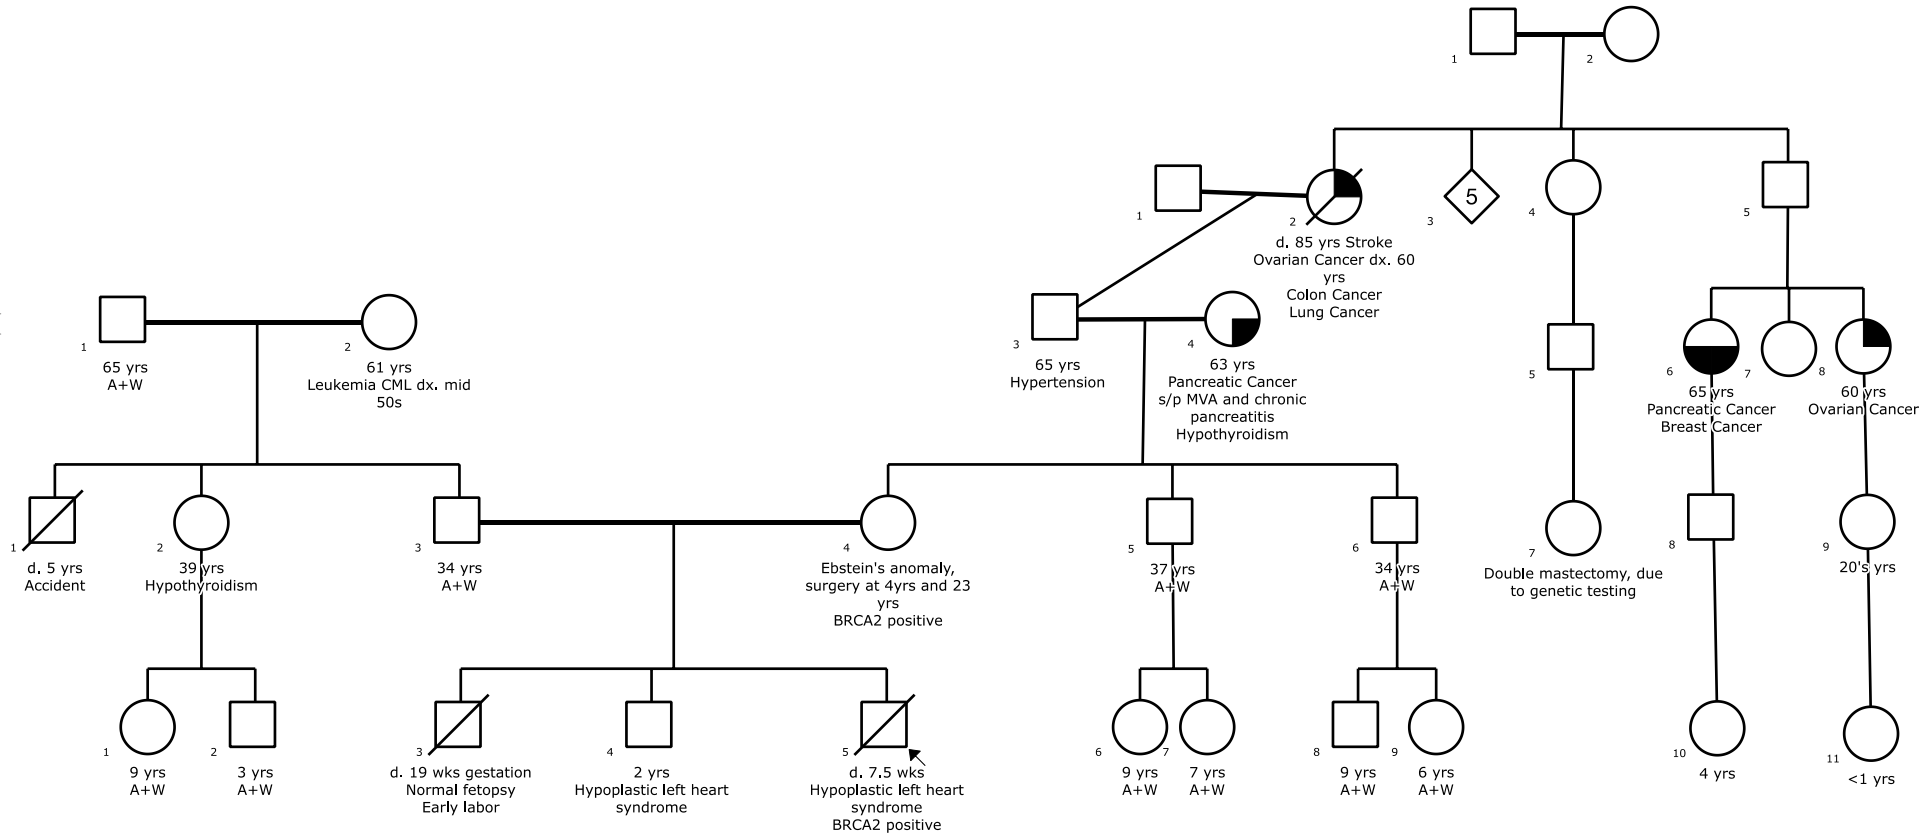 1
2
1
2
d. 85 yrs Stroke
Ovarian Cancer dx. 60
yrs
Colon Cancer
Lung Cancer
3
5
4
5
1
65 yrs
A+W
2
61 yrs
Leukemia CML dx. mid
50s
3
65 yrs
Hypertension
4
63 yrs
Pancreatic Cancer
s/p MVA and chronic
pancreatitis
Hypothyroidism
5
6
65 yrs
Pancreatic Cancer
Breast Cancer
7
8
60 yrs
Ovarian Cancer
1
d. 5 yrs
Accident
2
39 yrs
Hypothyroidism
3
34 yrs
A+W
4
Ebstein's anomaly,
surgery at 4yrs and 23
yrs
BRCA2 positive
5
37 yrs
A+W
6
34 yrs
A+W
7
Double mastectomy, due
to genetic testing
8
9
20's yrs
1
9 yrs
A+W
2
3 yrs
A+W
3
d. 19 wks gestation
Normal fetopsy
Early labor
4
2 yrs
Hypoplastic left heart
syndrome
5
d. 7.5 wks
Hypoplastic left heart
syndrome
BRCA2 positive
6
9 yrs
A+W
7
7 yrs
A+W
8
9 yrs
A+W
9
6 yrs
A+W
10
4 yrs
11
<1 yrs